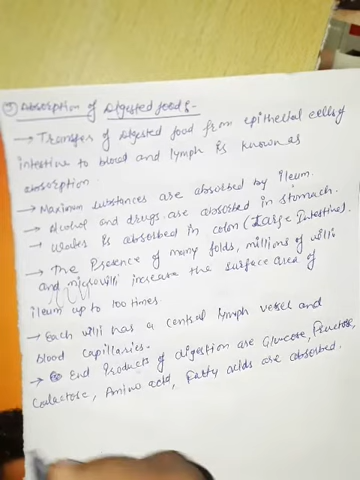 ⑤ Absorption of Digested food:-
→ Transfer of digested food from epithelial cells of
intestine to blood and lymph is known as
absorption.
→ Maximum substances are absorbed by ileum.
→ Alcohol and drugs are absorbed in stomach.
→ Water is absorbed in colon (Large Intestine).
→ The Presence of many folds, millions of villi
and microvilli increase the surface area of
ileum up to 100 times.
→ Each villi has a central lymph vessel and
blood capillaries.
→ End Products of digestion are Glucose, Fructose,
Galactose, Amino acid, Fatty acids are absorbed.